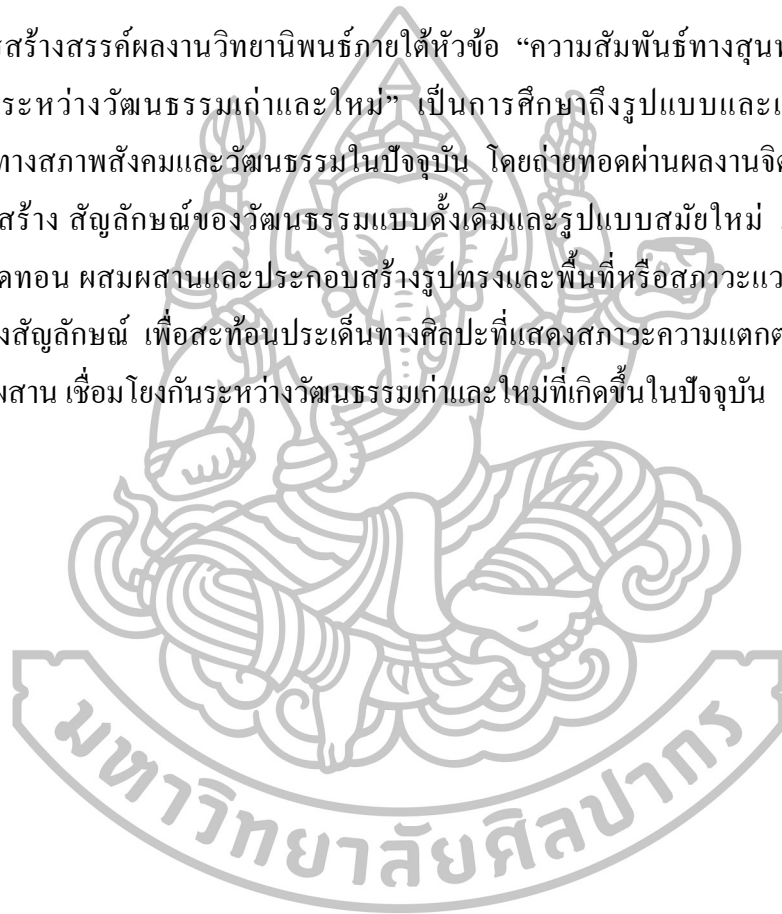 สร้างสรรค์ผลงานวิทยานิพนธ์ภายใต้หัวข้อ “ความสัมพันธ์ทางสุนท
ระหว่างวัฒนธรรมเก่าและใหม่” เป็นการศึกษาถึงรูปแบบและเ
ทางสภาพสังคมและวัฒนธรรมในปัจจุบัน โดยถ่ายทอดผ่านผลงานจิต
สร้าง สัญลักษณ์ของวัฒนธรรมแบบดั้งเดิมและรูปแบบสมัยใหม่
ดทอน ผสมผสานและประกอบสร้างรูปทรงและพื้นที่หรือสภาวะแว
งสัญลักษณ์ เพื่อสะท้อนประเด็นทางศิลปะที่แสดงสภาวะความแตกต
ผสาน เชื่อมโยงกันระหว่างวัฒนธรรมเก่าและใหม่ที่เกิดขึ้นในปัจจุบัน
มหาวิทยาลัยศิลปากร